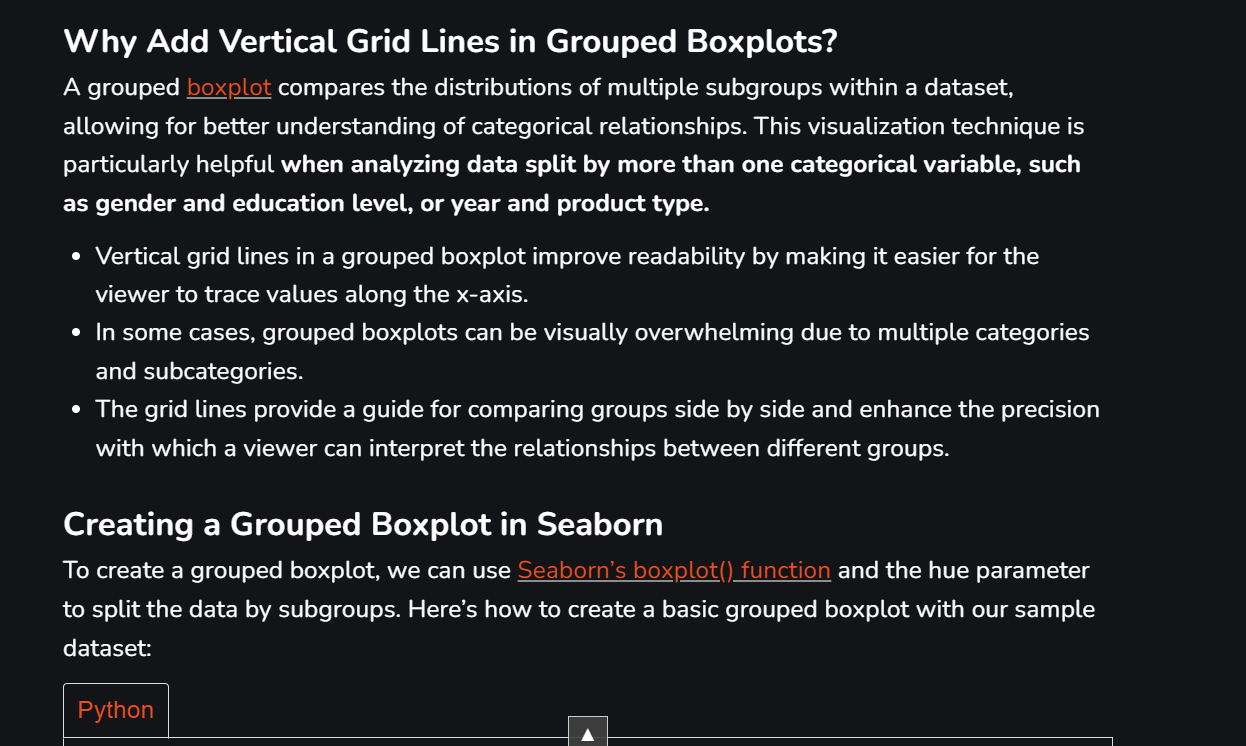 Why Add Vertical Grid Lines in Grouped Boxplots?
A grouped boxplot compares the distributions of multiple subgroups within a dataset,
allowing for better understanding of categorical relationships. This visualization technique is
particularly helpful when analyzing data split by more than one categorical variable, such
as gender and education level, or year and product type.
• Vertical grid lines in a grouped boxplot improve readability by making it easier for the
viewer to trace values along the x-axis.
• In some cases, grouped boxplots can be visually overwhelming due to multiple categories
and subcategories.
• The grid lines provide a guide for comparing groups side by side and enhance the precision
with which a viewer can interpret the relationships between different groups.
Creating a Grouped Boxplot in Seaborn
To create a grouped boxplot, we can use Seaborn’s boxplot() function and the hue parameter
to split the data by subgroups. Here’s how to create a basic grouped boxplot with our sample
dataset:
Python